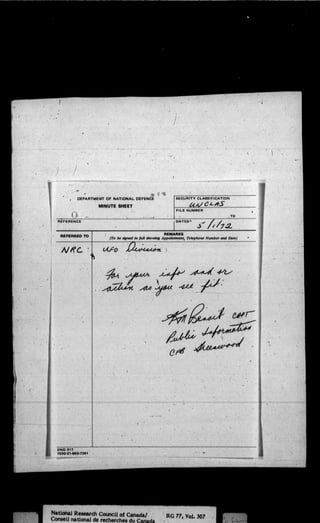 DEPARTMENT OF NATIONAL DEFENCE
MINUTE SHEET
SECURITY CLASSIFICATION
UNCLAS
FILE NUMBER
TO
REFERENCE
DATED
5/1/72
REFERRED TO
REMARKS
(To be signed in full showing Appointment, Telephone Number and Date)
NRC
UFO Division:
For your info and or
action as you see fit.
CAPT
Public Information
CFB Greenwood
DND 317
National Research Council of Canada/
Conseil national de recherches du Canada
RG 77, Vol. 307